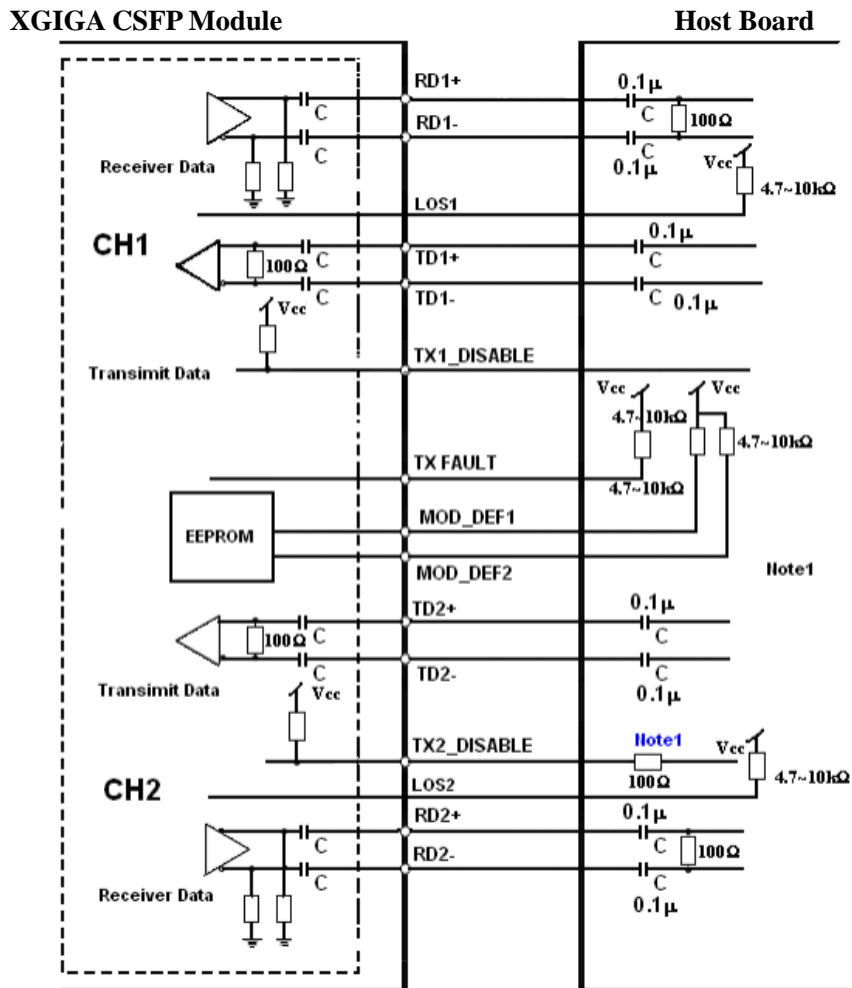 XGIGA CSFP Module
Host Board
RD1+
0.1μ
C
C
100Ω
RD1-
C
C
0.1μ
Vcc
Receiver Data
4.7~10kΩ
LOS1
0.1μ
CH1
TD1+
C
100Ω
C
TD1-
C
C
0.1μ
Vcc
TX1_DISABLE
Transimit Data
Vcc
Vcc
4.7~10kΩ
4.7~10kΩ
TX FAULT
4.7~10kΩ
MOD_DEF1
EEPROM
MOD_DEF2
Note1
TD2+
0.1μ
100Ω
C
C
TD2-
C
C
0.1μ
Transimit Data
Vcc
TX2_DISABLE
Note1
Vcc
100Ω
4.7~10kΩ
CH2
LOS2
RD2+
0.1μ
C
C
100Ω
RD2-
C
C
0.1μ
Receiver Data